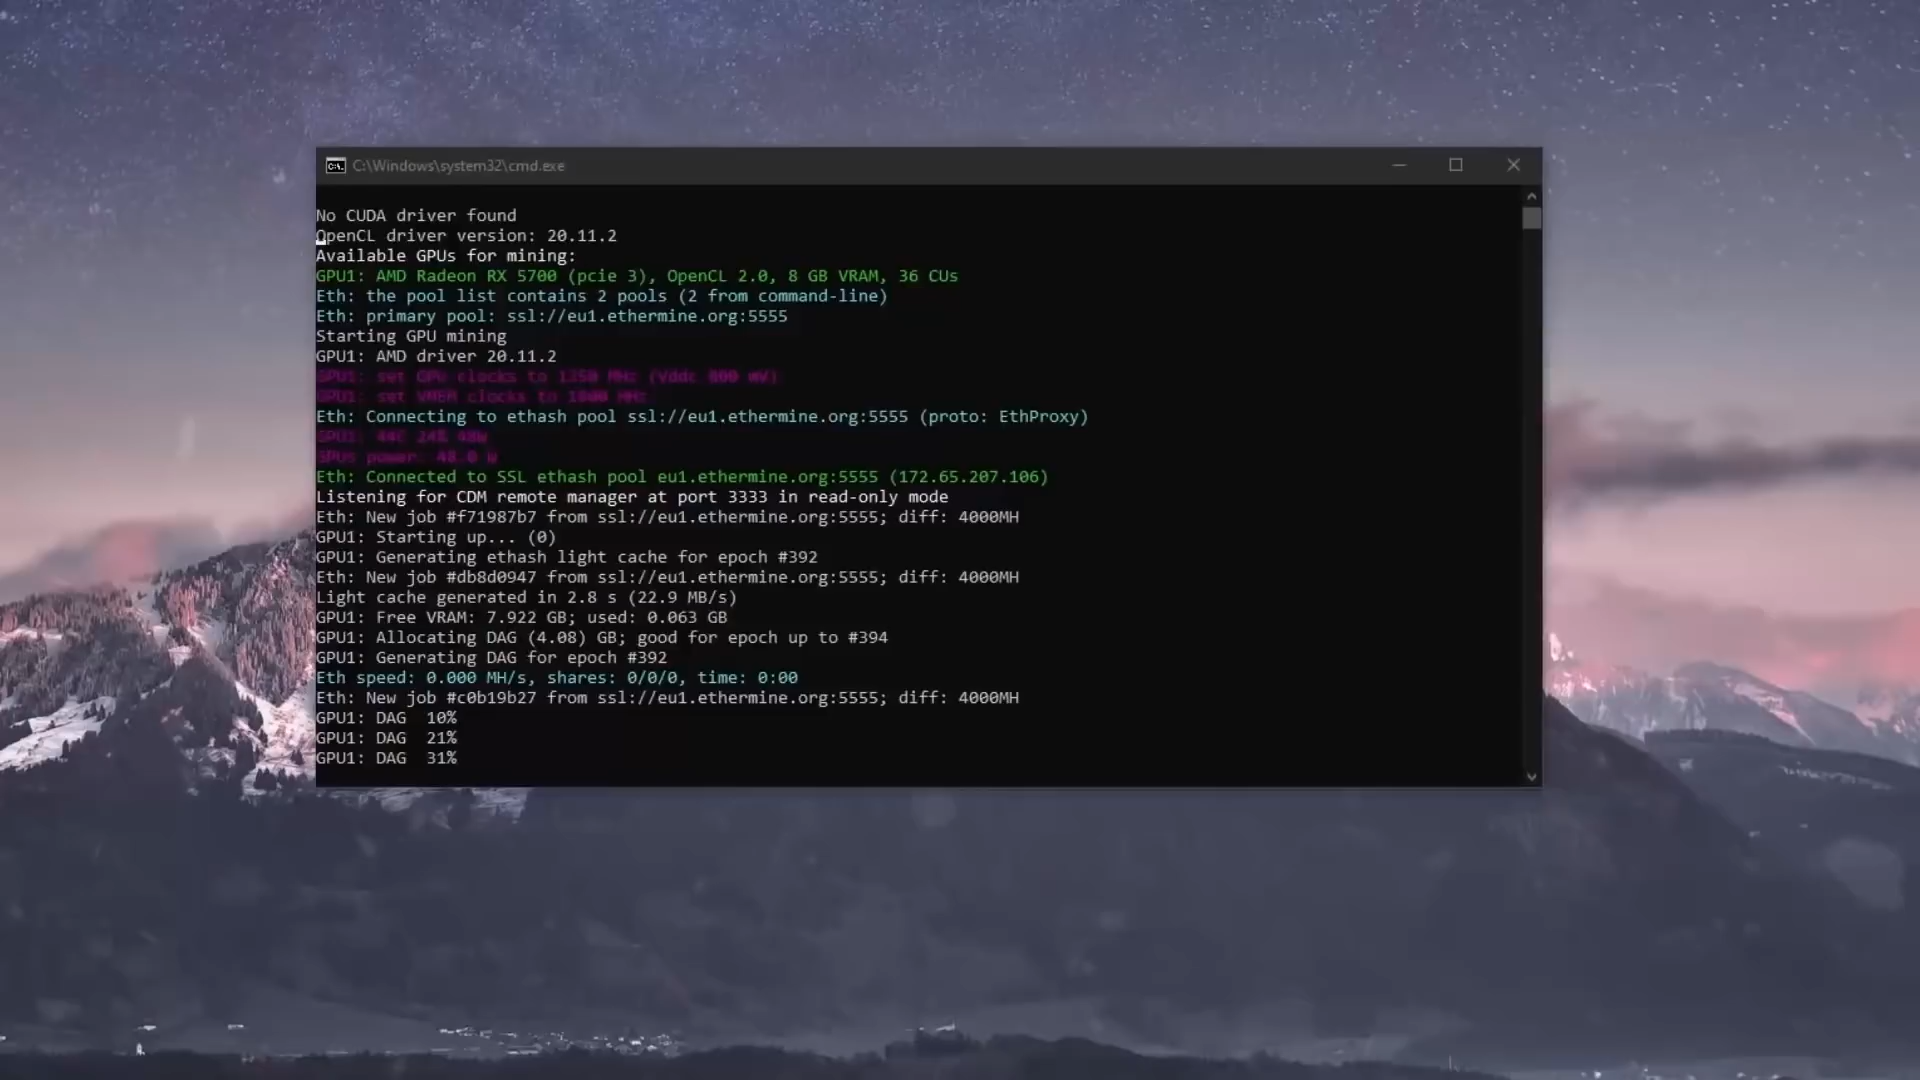 C:\Windows\system32\cmd.exe
No CUDA driver found
OpenCL driver version: 20.11.2
Available GPUs for mining:
GPU1: AMD Radeon RX 5700 (pcie 3), OpenCL 2.0, 8 GB VRAM, 36 CUs
Eth: the pool list contains 2 pools (2 from command-line)
Eth: primary pool: ssl://eu1.ethermine.org:5555
Starting GPU mining
GPU1: AMD driver 20.11.2
GPU1: set GPU clocks to 1350 MHz (Vddc 800 mV)
GPU1: set VMEM clocks to 1800 MHz
Eth: Connecting to ethash pool ssl://eu1.ethermine.org:5555 (proto: EthProxy)
GPU1: 44C 24% 48W
GPUs power: 48.0 W
Eth: Connected to SSL ethash pool eu1.ethermine.org:5555 (172.65.207.106)
Listening for CDM remote manager at port 3333 in read-only mode
Eth: New job #f71987b7 from ssl://eu1.ethermine.org:5555; diff: 4000MH
GPU1: Starting up... (0)
GPU1: Generating ethash light cache for epoch #392
Eth: New job #db8d0947 from ssl://eu1.ethermine.org:5555; diff: 4000MH
Light cache generated in 2.8 s (22.9 MB/s)
GPU1: Free VRAM: 7.922 GB; used: 0.063 GB
GPU1: Allocating DAG (4.08) GB; good for epoch up to #394
GPU1: Generating DAG for epoch #392
Eth speed: 0.000 MH/s, shares: 0/0/0, time: 0:00
Eth: New job #c0b19b27 from ssl://eu1.ethermine.org:5555; diff: 4000MH
GPU1: DAG 10%
GPU1: DAG 21%
GPU1: DAG 31%